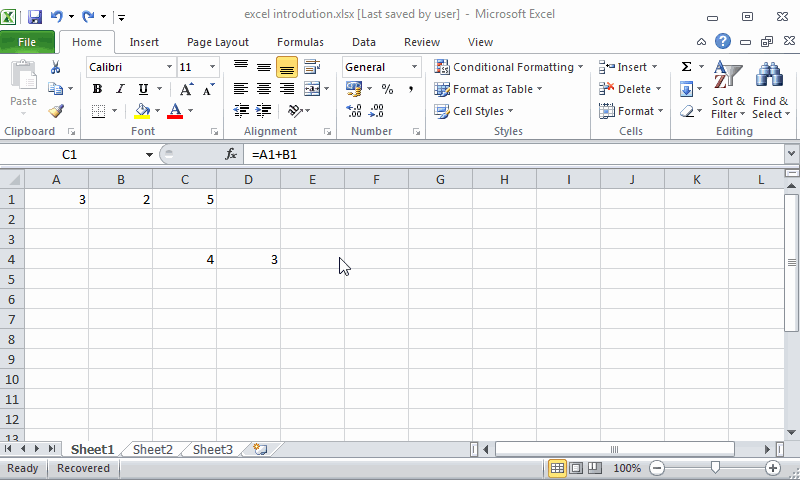 excel introdution.xlsx [Last saved by user] - Microsoft Excel
File Home Insert Page Layout Formulas Data Review View
Paste
Calibri 11
B I U A A
A
General
% ,
Conditional Formatting
Format as Table
Cell Styles
Insert
Delete
Format
Σ
Sort & Filter
Find & Select
Clipboard Font Alignment Number Styles Cells Editing
C1 fx =A1+B1
A B C D E F G H I J K L
1 3 2 5
2
3
4 4 3
5
6
7
8
9
10
11
12
13
Sheet1 Sheet2 Sheet3
Ready Recovered 100%